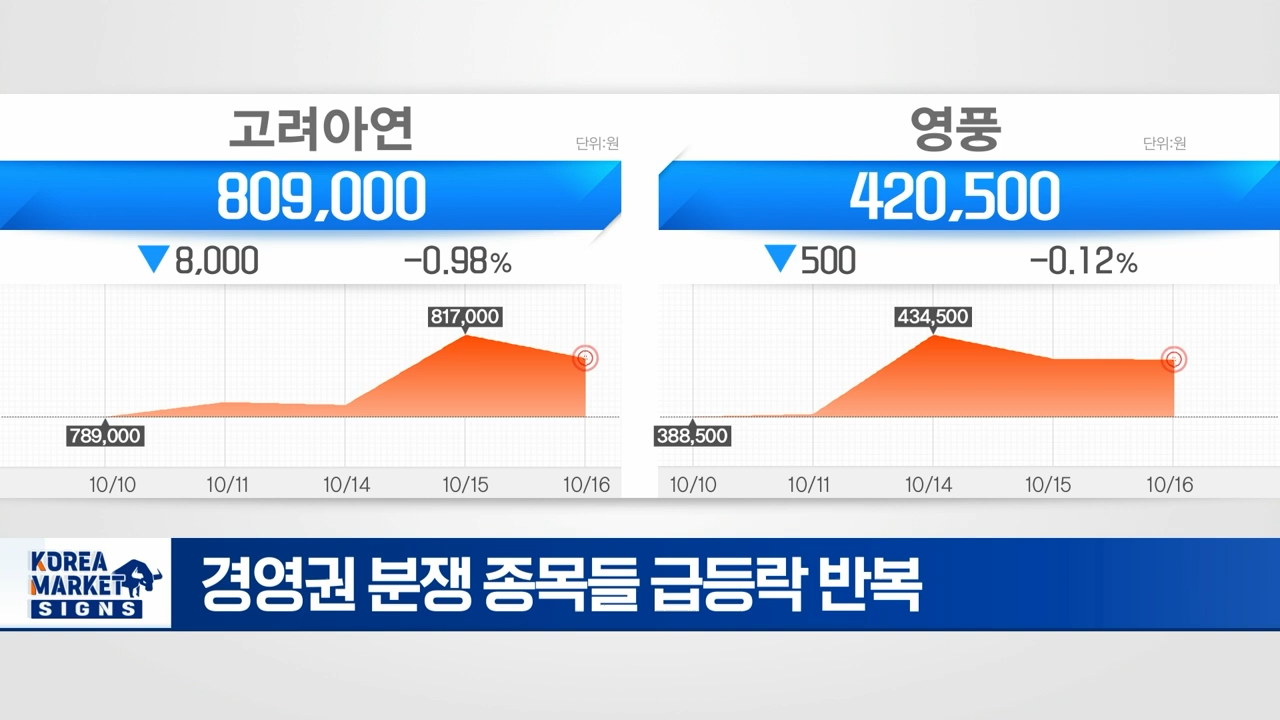 고려아연
단위:원
809,000
▼8,000 -0.98%
817,000
789,000
10/10 10/11 10/14 10/15 10/16
영풍
단위:원
420,500
▼500 -0.12%
434,500
388,500
10/10 10/11 10/14 10/15 10/16
KOREA
MARKET
SIGNS
경영권 분쟁 종목들 급등락 반복